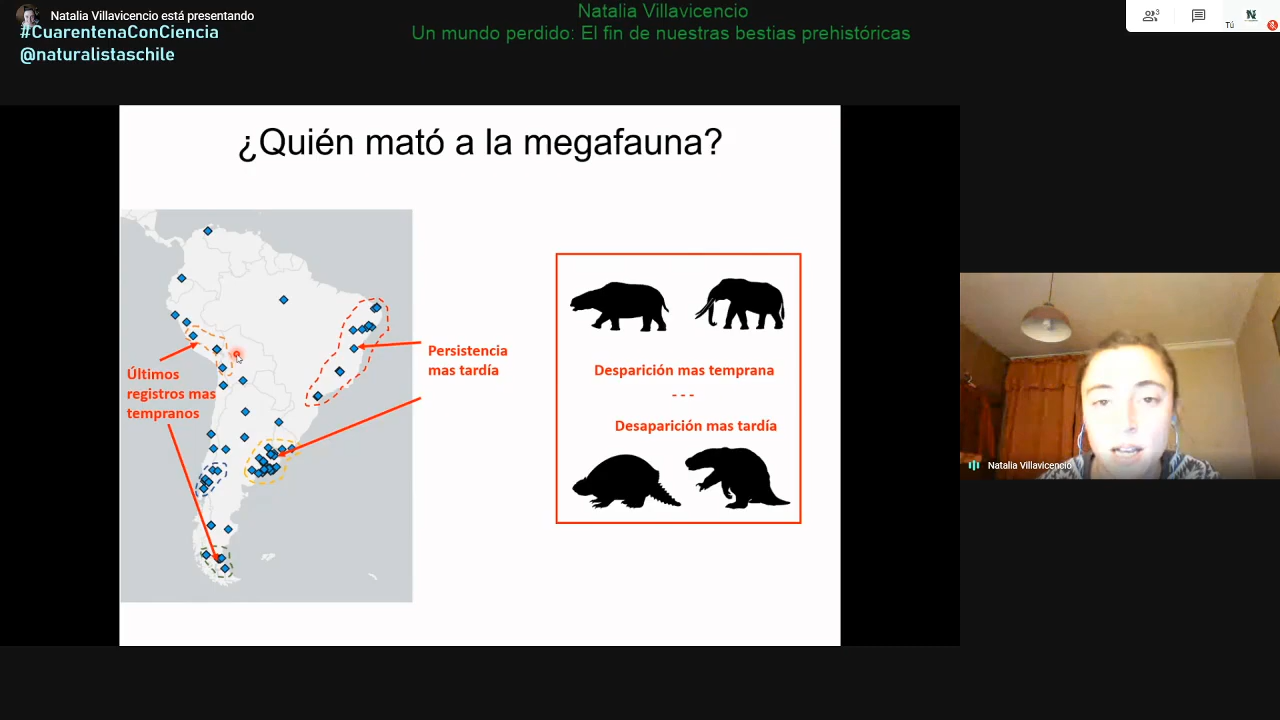 Natalia Villavicencio está presentando
#CuarentenaConCiencia
@naturalistaschile
Natalia Villavicencio
Un mundo perdido: El fin de nuestras bestias prehistóricas
3
Tú
¿Quién mató a la megafauna?
Últimos
registros mas
tempranos
Persistencia
mas tardía
Desparición mas temprana
- - -
Desaparición mas tardía
Natalia Villavicencio